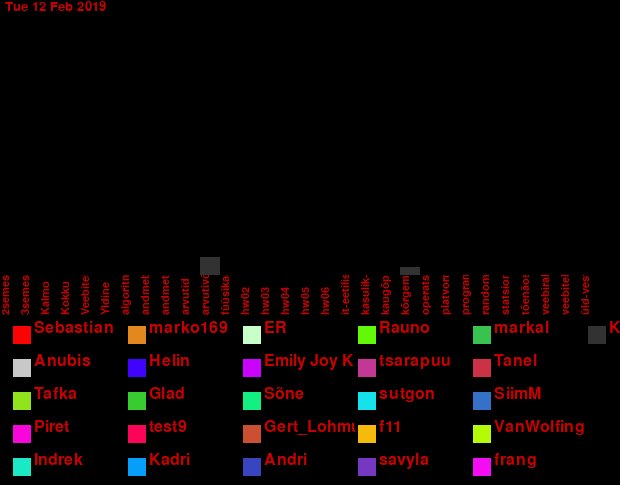 Tue 12 Feb 2019
2semes
3semes
Kalmo
Kokku
Veebite
Yldine
algoritn
andmet
andmet
arvutid
arvutivõ
füüsika
hw02
hw03
hw04
hw05
hw06
it-eetilis
kasulik-
kaugõp
kõrgem
operats
platvorn
progran
random
statsior
tõenäos
veebiral
veebitel
üld-ves
Sebastian marko169 ER Rauno markal K
Anubis Helin Emily Joy K tsarapuu Tanel
Tafka Glad Sõne sutgon SiimM
Piret test9 Gert_Lohmu f11 VanWolfing
Indrek Kadri Andri savyla frang